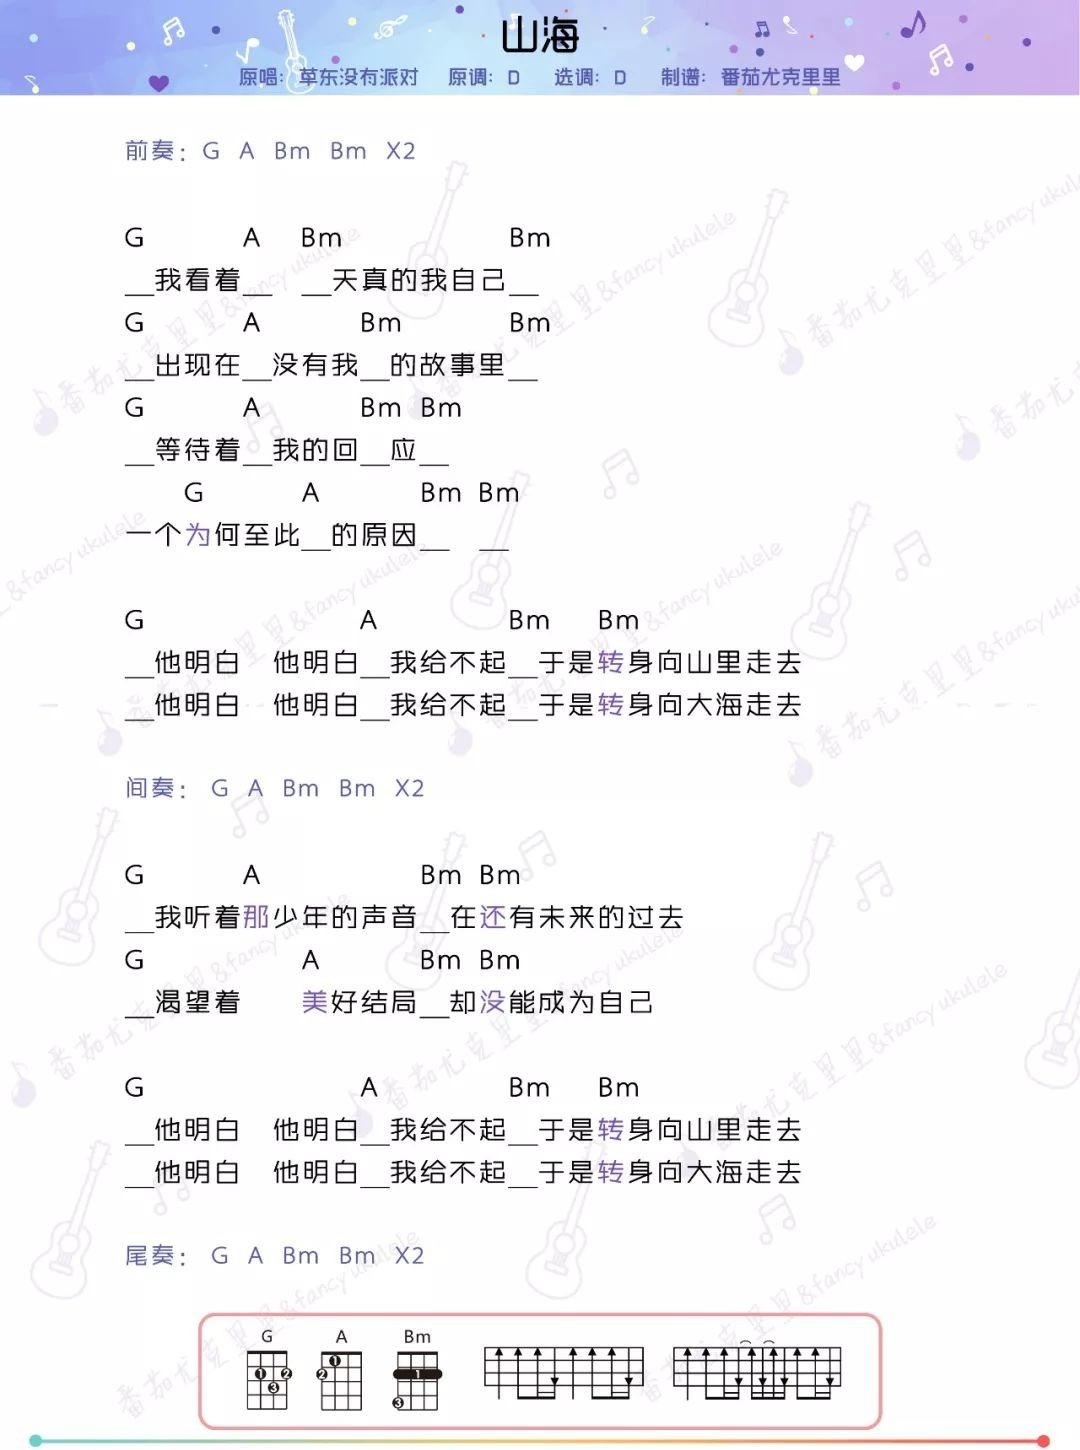 山海
原唱：草东没有派对 原调：D 选调：D 制谱：番茄尤克里里
前奏：G A Bm Bm X2
G A Bm Bm
__我看着__ __天真的我自己__
G A Bm Bm
__出现在__没有我__的故事里__
G A Bm Bm
__等待着__我的回__应__
G A Bm Bm
一个为何至此__的原因__ __
G A Bm Bm
__他明白 他明白__我给不起__于是转身向山里走去
__他明白 他明白__我给不起__于是转身向大海走去
间奏： G A Bm Bm X2
G A Bm Bm
__我听着那少年的声音__在还有未来的过去
G A Bm Bm
__渴望着 美好结局__却没能成为自己
G A Bm Bm
__他明白 他明白__我给不起__于是转身向山里走去
__他明白 他明白__我给不起__于是转身向大海走去
尾奏： G A Bm Bm X2
G A Bm
1 2 3 1 2 1 3
番茄尤克里里&fancy ukulele